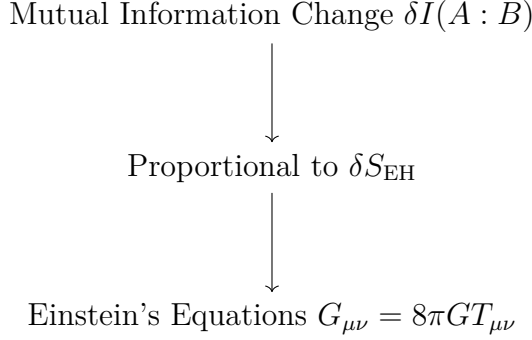 Mutual Information Change δI(A : B)
Proportional to δS_EH
Einstein's Equations G_μν = 8πGT_μν